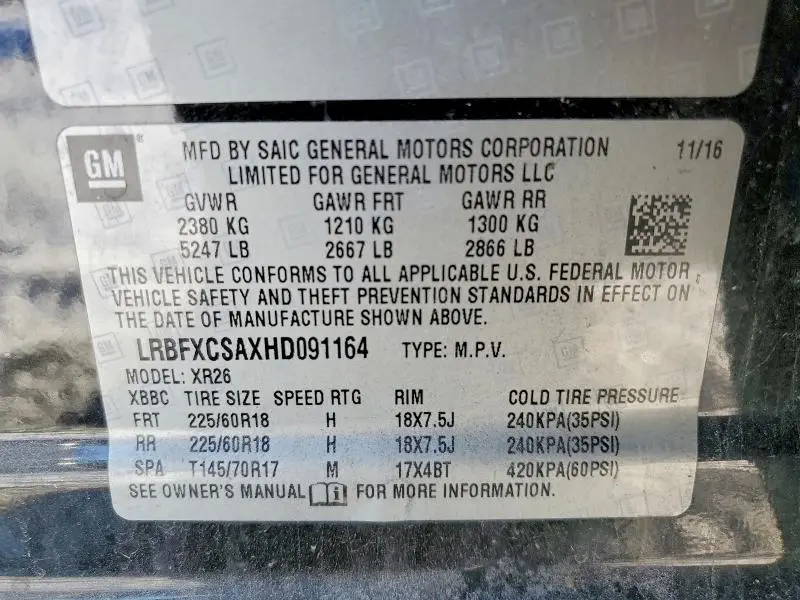 GM
MFD BY SAIC GENERAL MOTORS CORPORATION 11/16
LIMITED FOR GENERAL MOTORS LLC
GVWR GAWR FRT GAWR RR
2380 KG 1210 KG 1300 KG
5247 LB 2667 LB 2866 LB
THIS VEHICLE CONFORMS TO ALL APPLICABLE U.S. FEDERAL MOTOR
VEHICLE SAFETY AND THEFT PREVENTION STANDARDS IN EFFECT ON
THE DATE OF MANUFACTURE SHOWN ABOVE.
LRBFXCSAXHD091164 TYPE: M.P.V.
MODEL: XR26
XBBC TIRE SIZE SPEED RTG RIM COLD TIRE PRESSURE
FRT 225/60R18 H 18X7.5J 240KPA(35PSI)
RR 225/60R18 H 18X7.5J 240KPA(35PSI)
SPA T145/70R17 M 17X4BT 420KPA(60PSI)
SEE OWNER'S MANUAL FOR MORE INFORMATION.